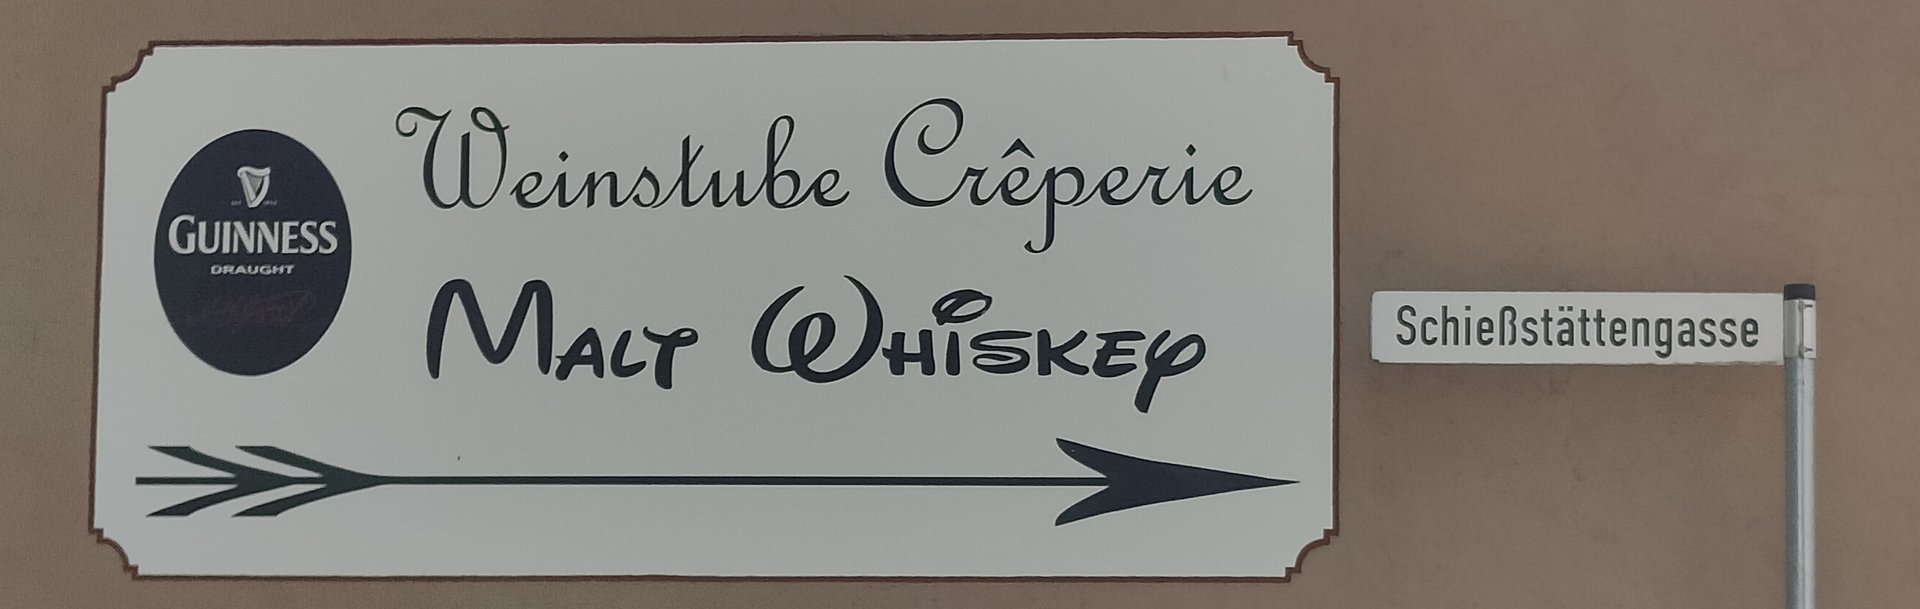 Weinstube Crêperie
GUINNESS
DRAUGHT
MALT WHISKEY
Schießstättengasse